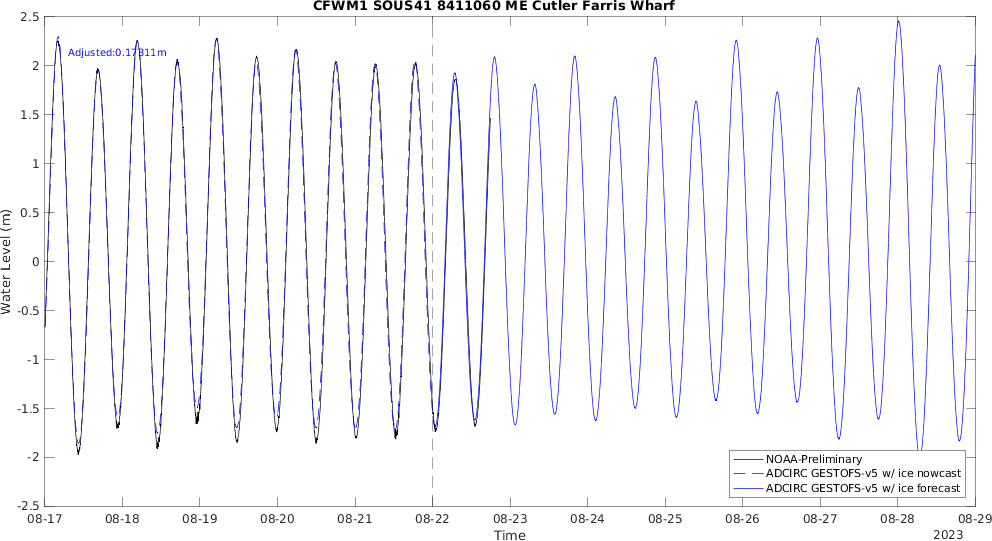 CFWM1 SOUS41 8411060 ME Cutler Farris Wharf
Adjusted:0.17311m
Water Level (m)
2.5
2
1.5
1
0.5
0
-0.5
-1
-1.5
-2
-2.5
NOAA-Preliminary
ADCIRC GESTOFS-v5 w/ ice nowcast
ADCIRC GESTOFS-v5 w/ ice forecast
08-17 08-18 08-19 08-20 08-21 08-22 08-23 08-24 08-25 08-26 08-27 08-28 08-29
Time
2023